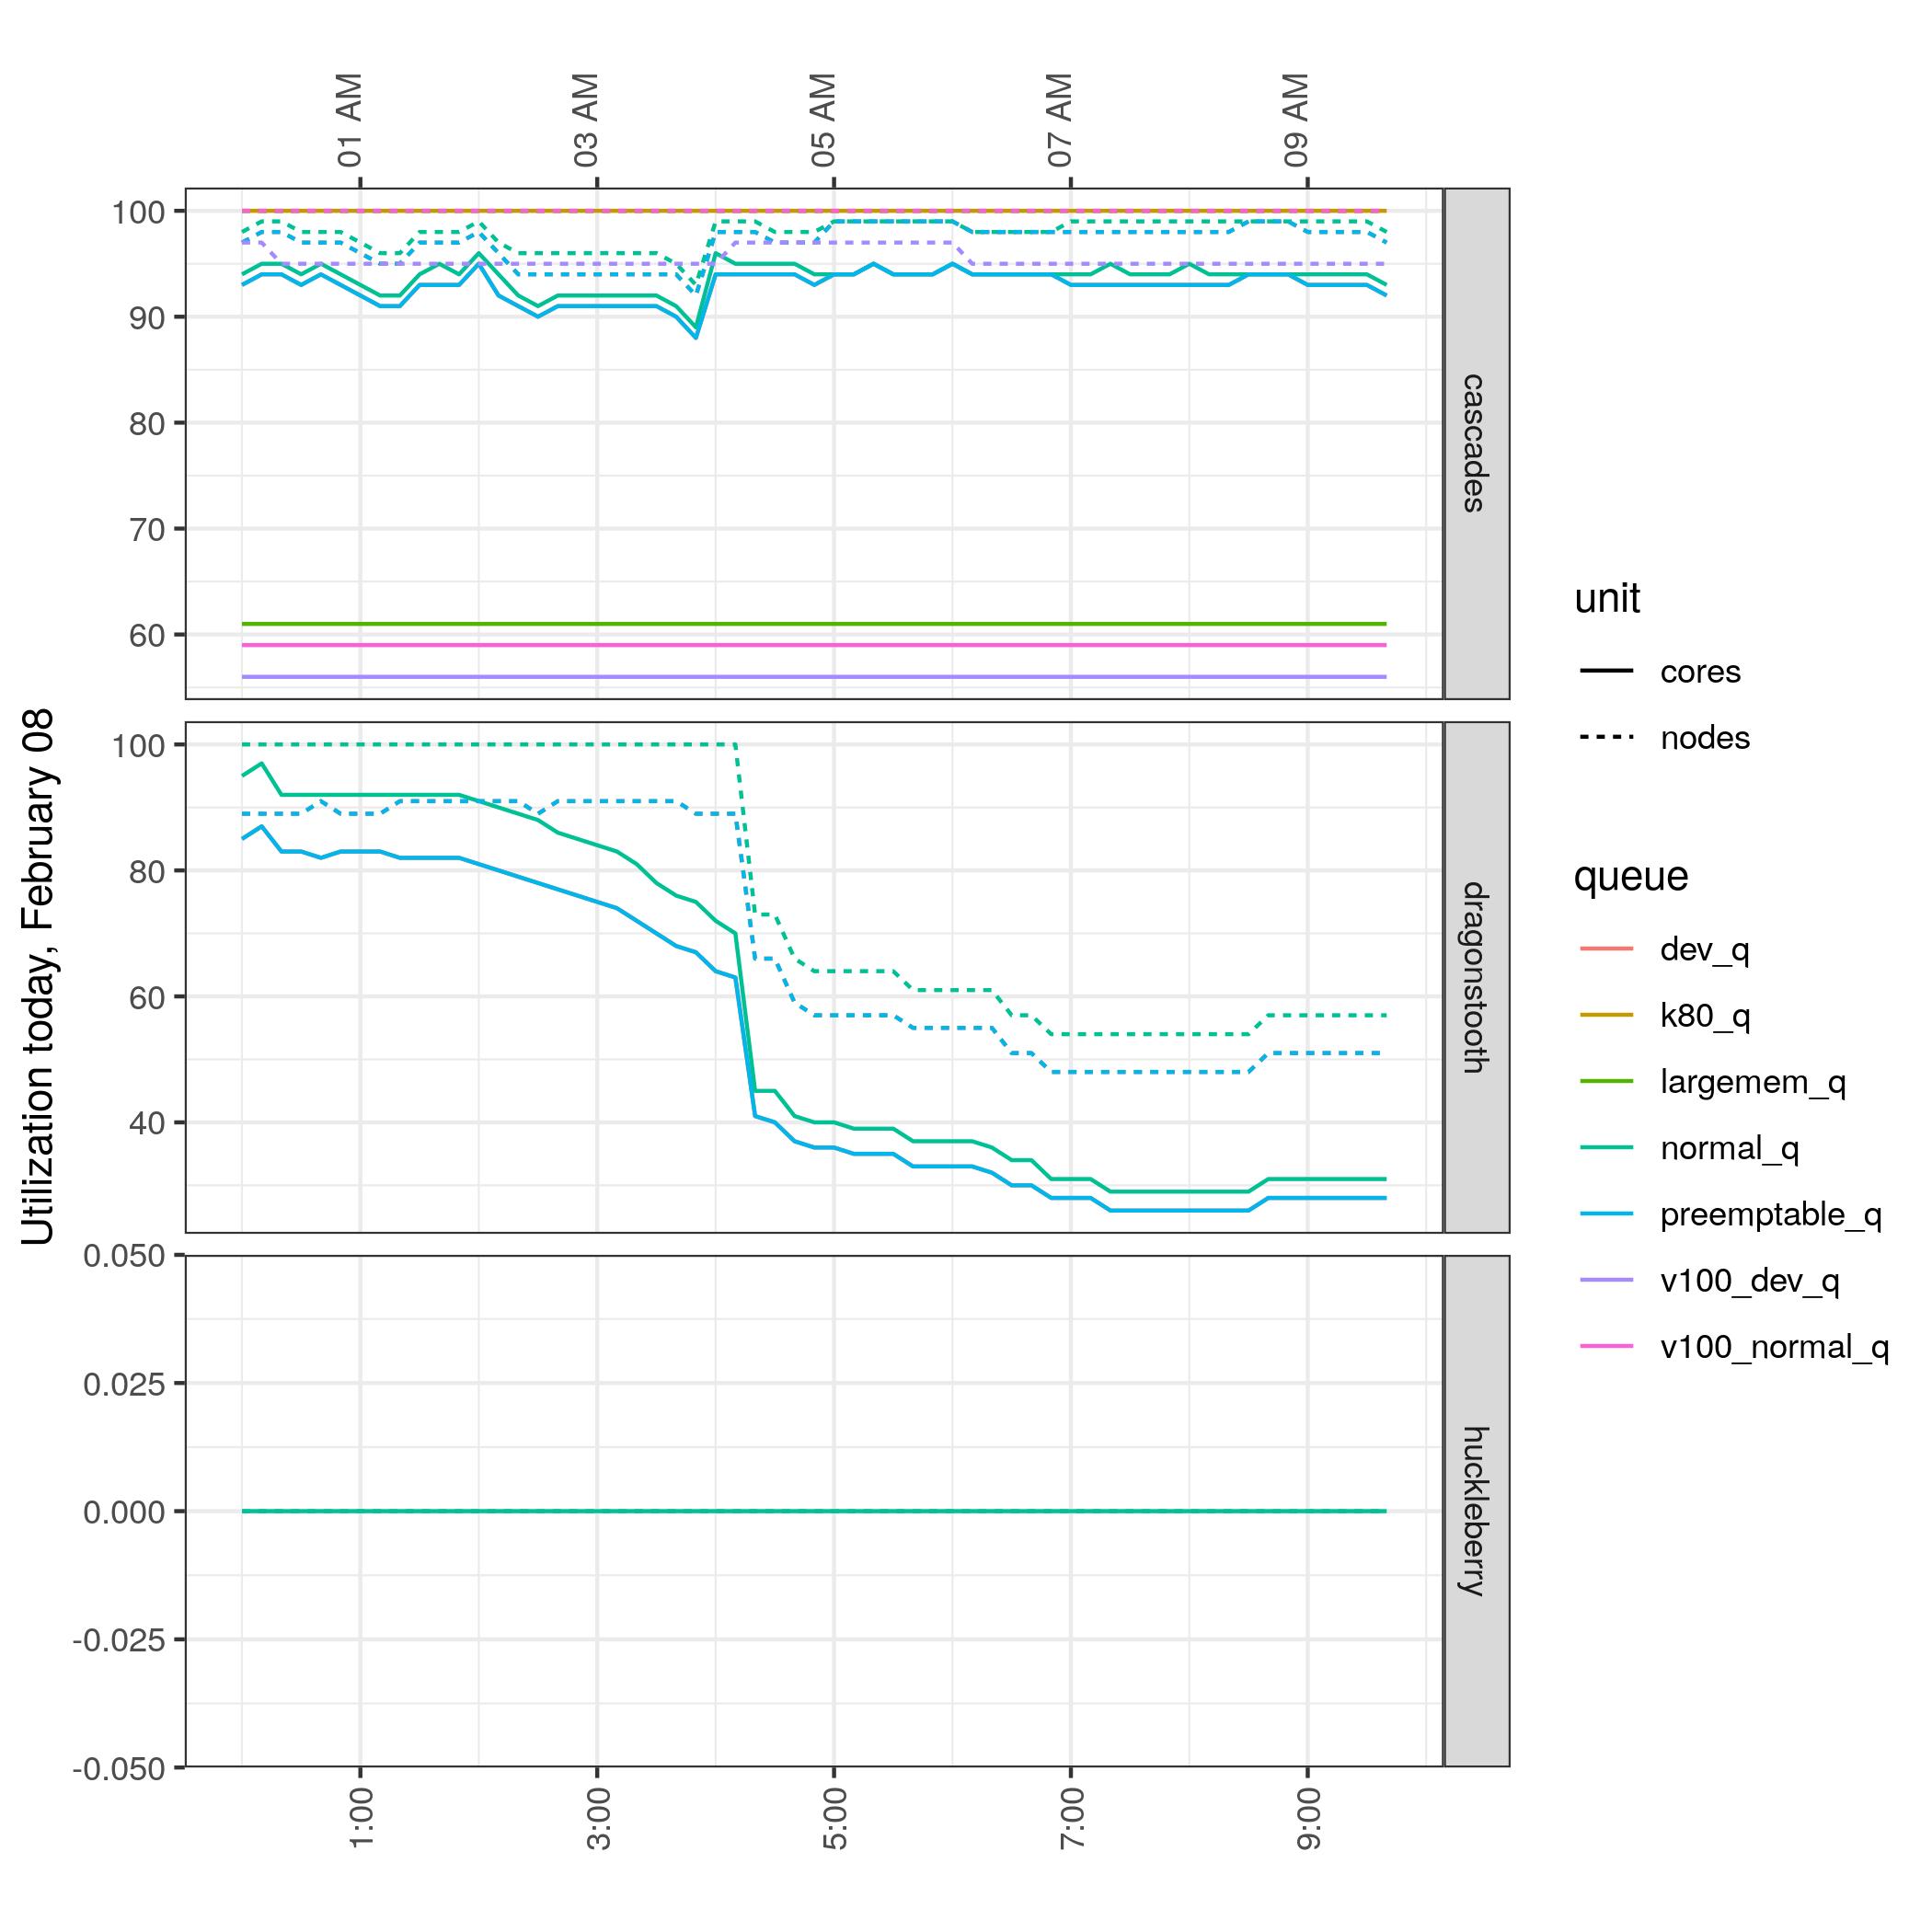 01 AM
03 AM
05 AM
07 AM
09 AM
Utilization today, February 08
100
90
80
70
60
cascades
100
80
60
40
dragonstooth
0.050
0.025
0.000
-0.025
-0.050
huckleberry
1:00
3:00
5:00
7:00
9:00
unit
cores
nodes
queue
dev_q
k80_q
largemem_q
normal_q
preemptable_q
v100_dev_q
v100_normal_q